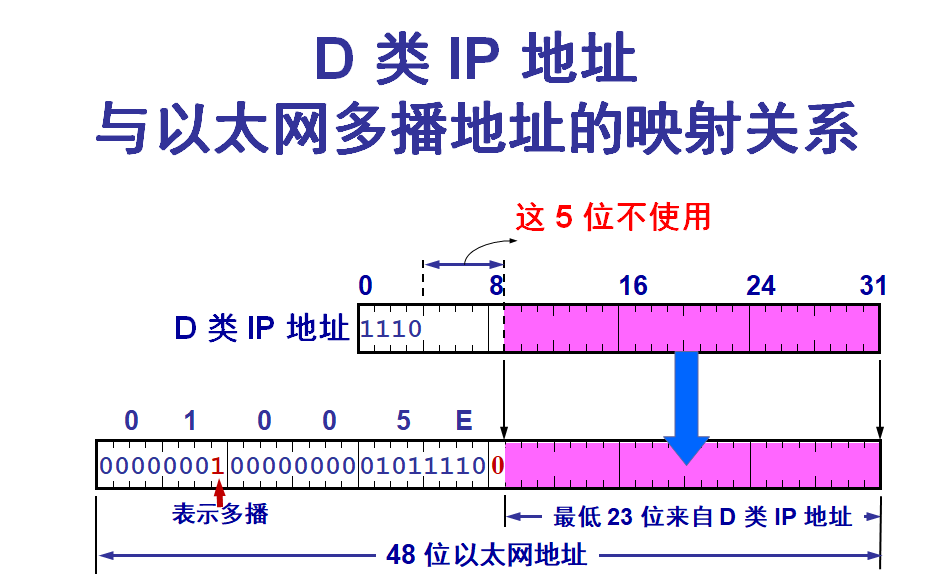 D 类 IP 地址
与以太网多播地址的映射关系
这 5 位不使用
0 8 16 24 31
D 类 IP 地址 1110
0 1 0 0 5 E
00000001 00000000 01011110 0
表示多播
最低 23 位来自 D 类 IP 地址
48 位以太网地址